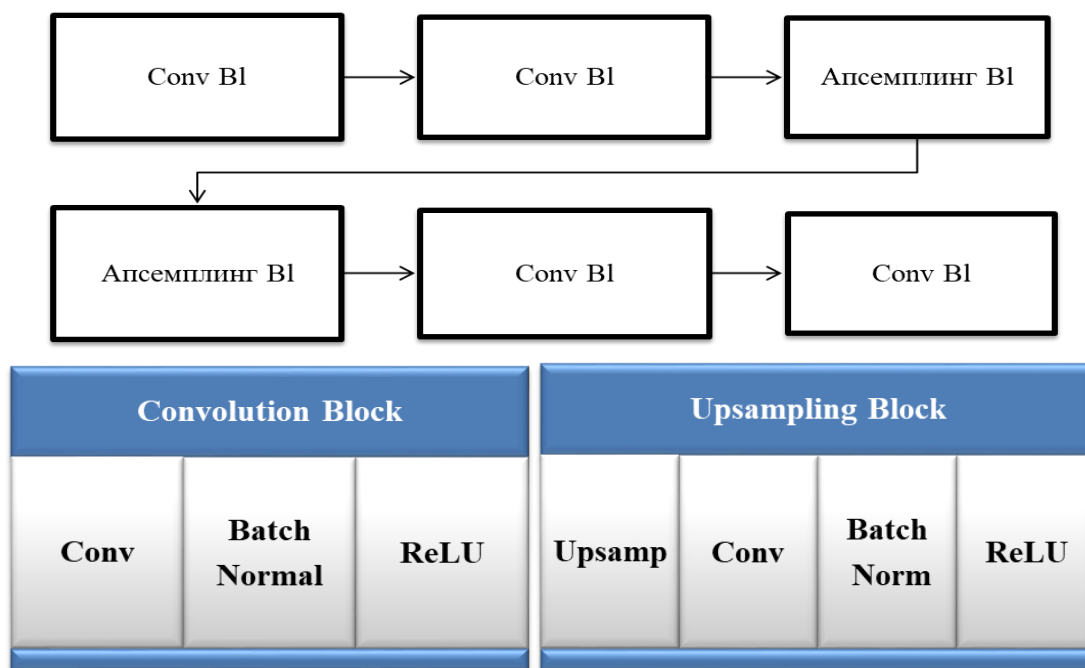 Conv Bl
Conv Bl
Апсемплинг Bl
Апсемплинг Bl
Conv Bl
Conv Bl
Convolution Block
Conv
Batch
Normal
ReLU
Upsampling Block
Upsamp
Conv
Batch
Norm
ReLU